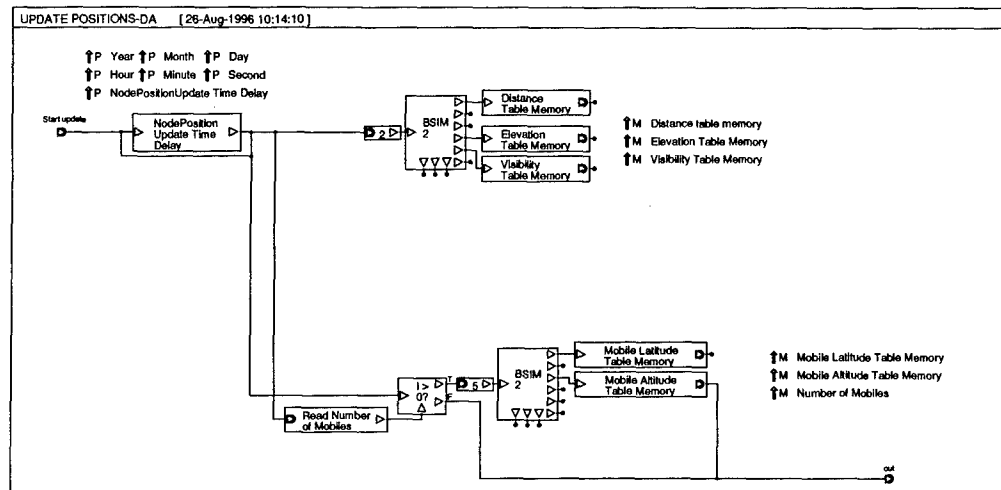 UPDATE POSITIONS-DA [26-Aug-1996 10:14:10]
⇑P Year ⇑P Month ⇑P Day
⇑P Hour ⇑P Minute ⇑P Second
⇑P NodePositionUpdate Time Delay
Start update
NodePosition
Update Time
Delay
2
BSIM
2
Distance
Table Memory
Elevation
Table Memory
Visibility
Table Memory
⇑M Distance table memory
⇑M Elevation Table Memory
⇑M Visibility Table Memory
I >
0?
T
F
5
BSIM
2
Mobile Latitude
Table Memory
Mobile Altitude
Table Memory
⇑M Mobile Latitude Table Memory
⇑M Mobile Altitude Table Memory
⇑M Number of Mobiles
Read Number
of Mobiles
out